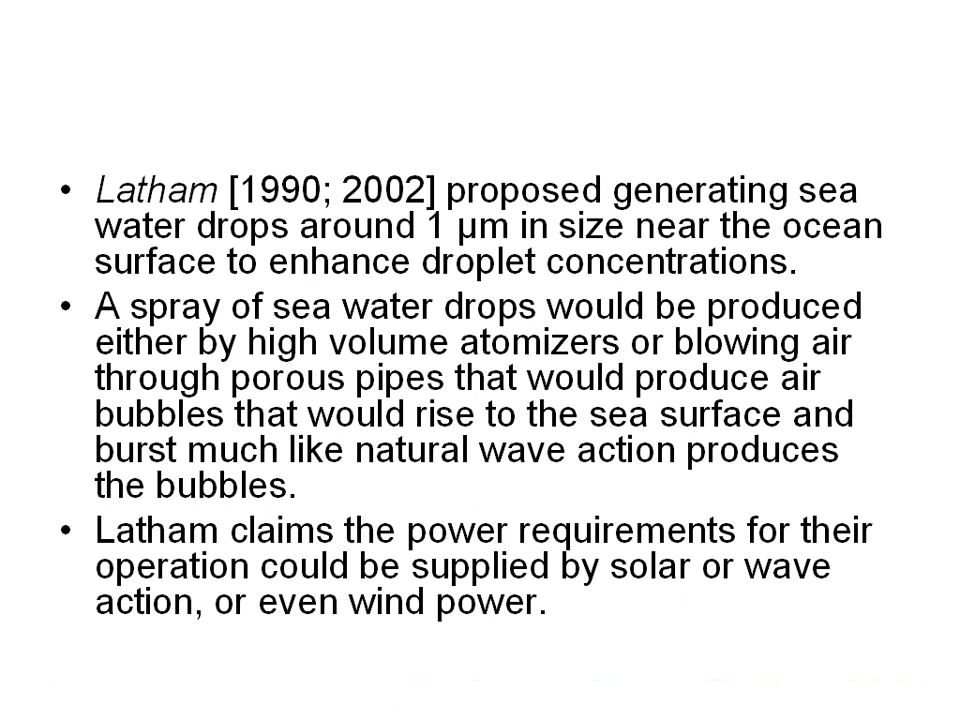 • Latham [1990; 2002] proposed generating sea
water drops around 1 µm in size near the ocean
surface to enhance droplet concentrations.
• A spray of sea water drops would be produced
either by high volume atomizers or blowing air
through porous pipes that would produce air
bubbles that would rise to the sea surface and
burst much like natural wave action produces
the bubbles.
• Latham claims the power requirements for their
operation could be supplied by solar or wave
action, or even wind power.